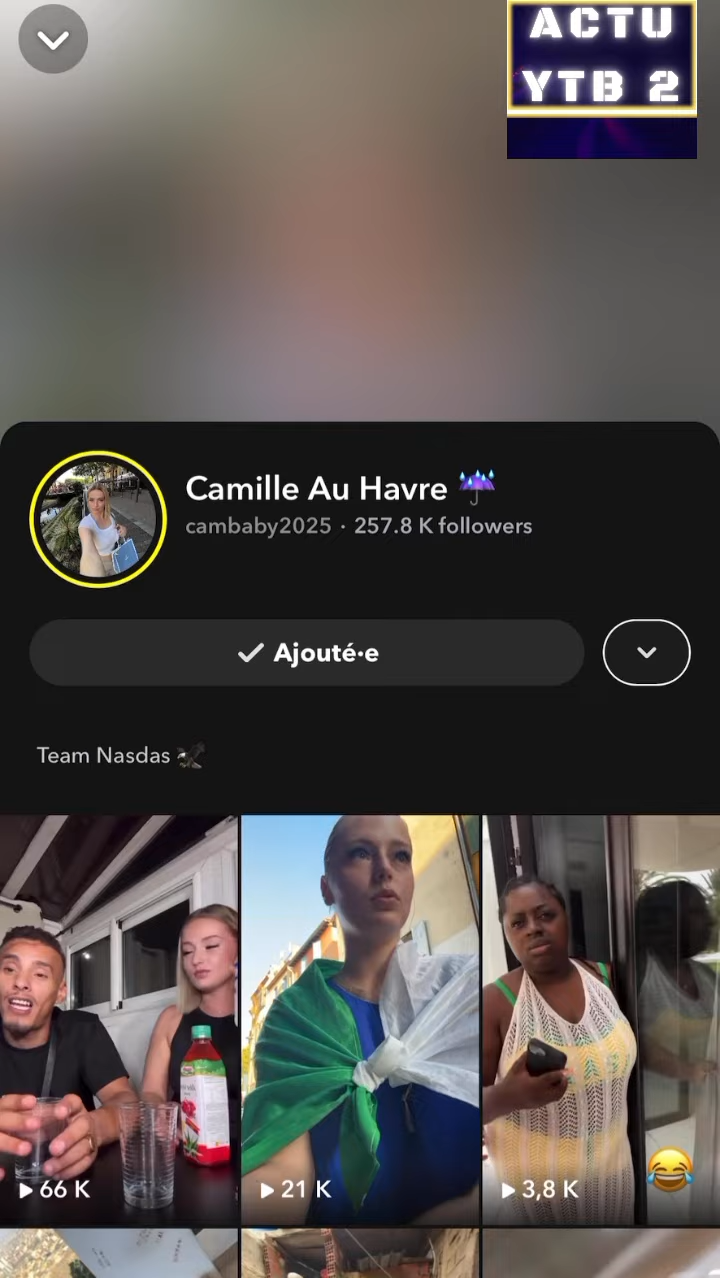 ACTU
YTB 2
Camille Au Havre ☔
cambaby2025 · 257.8 K followers
Ajouté·e
Team Nasdas
66 K
21 K
3,8 K